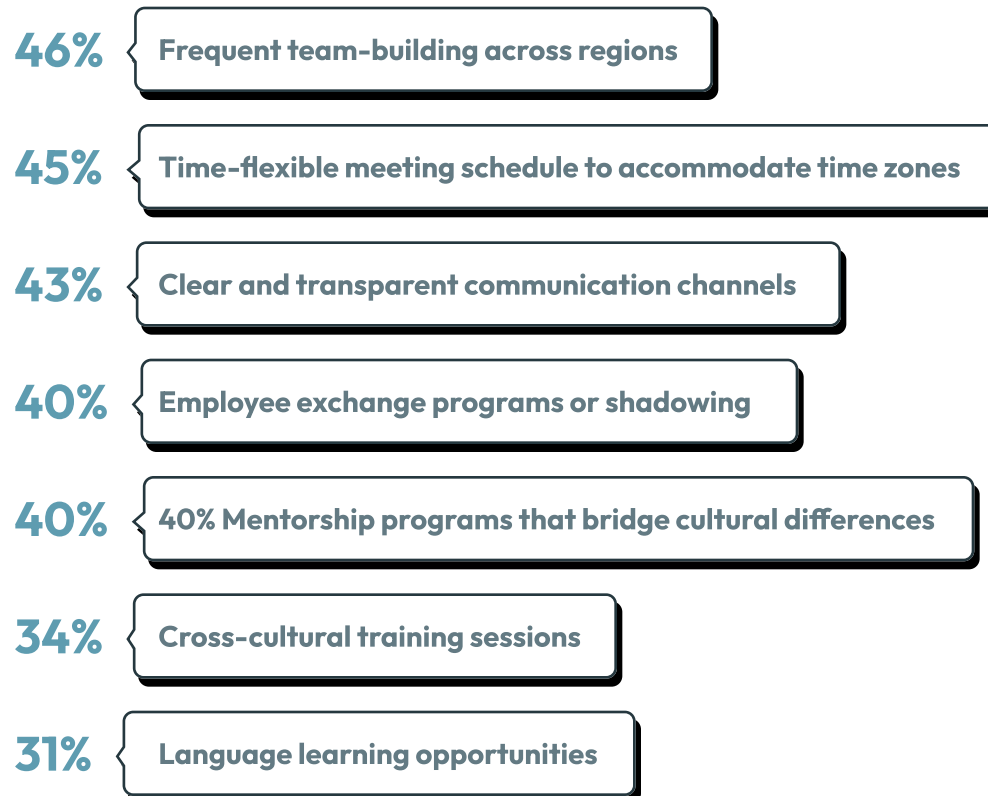 46% Frequent team-building across regions
45% Time-flexible meeting schedule to accommodate time zones
43% Clear and transparent communication channels
40% Employee exchange programs or shadowing
40% 40% Mentorship programs that bridge cultural differences
34% Cross-cultural training sessions
31% Language learning opportunities